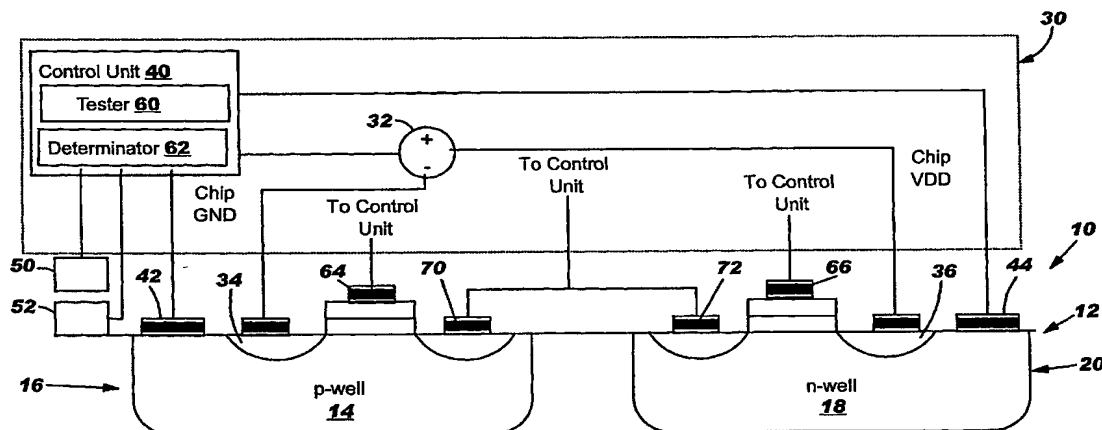 30
Control Unit 40
Tester 60
Determinator 62
32
+
-
Chip
GND
To Control
Unit
To Control
Unit
To Control
Unit
Chip
VDD
10
50
52
42
34
64
70
72
66
36
44
12
16
p-well
14
n-well
18
20